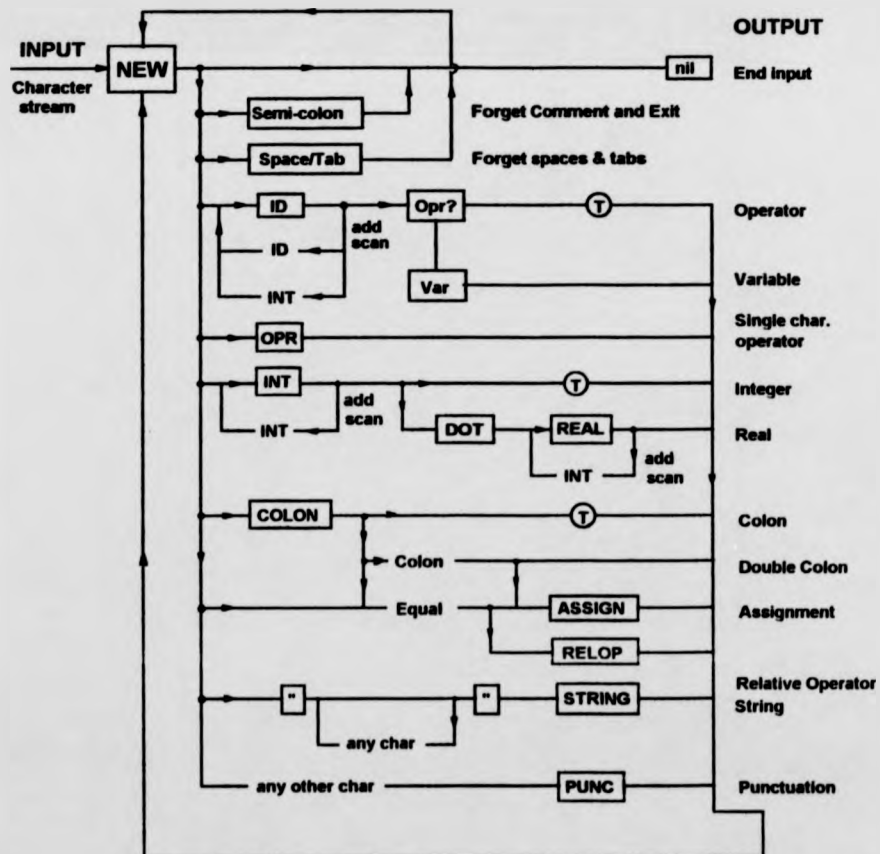 OUTPUT
INPUT
NEW
nil
End input
Character
stream
Semi-colon
Forget Comment and Exit
Space/Tab
Forget spaces & tabs
ID
Opr?
T
Operator
add
scan
ID
Var
Variable
INT
Single char.
operator
OPR
INT
T
Integer
add
scan
INT
DOT
REAL
Real
add
scan
INT
COLON
T
Colon
Colon
Double Colon
Equal
ASSIGN
Assignment
RELOP
Relative Operator
"
"
STRING
String
any char
any other char
PUNC
Punctuation